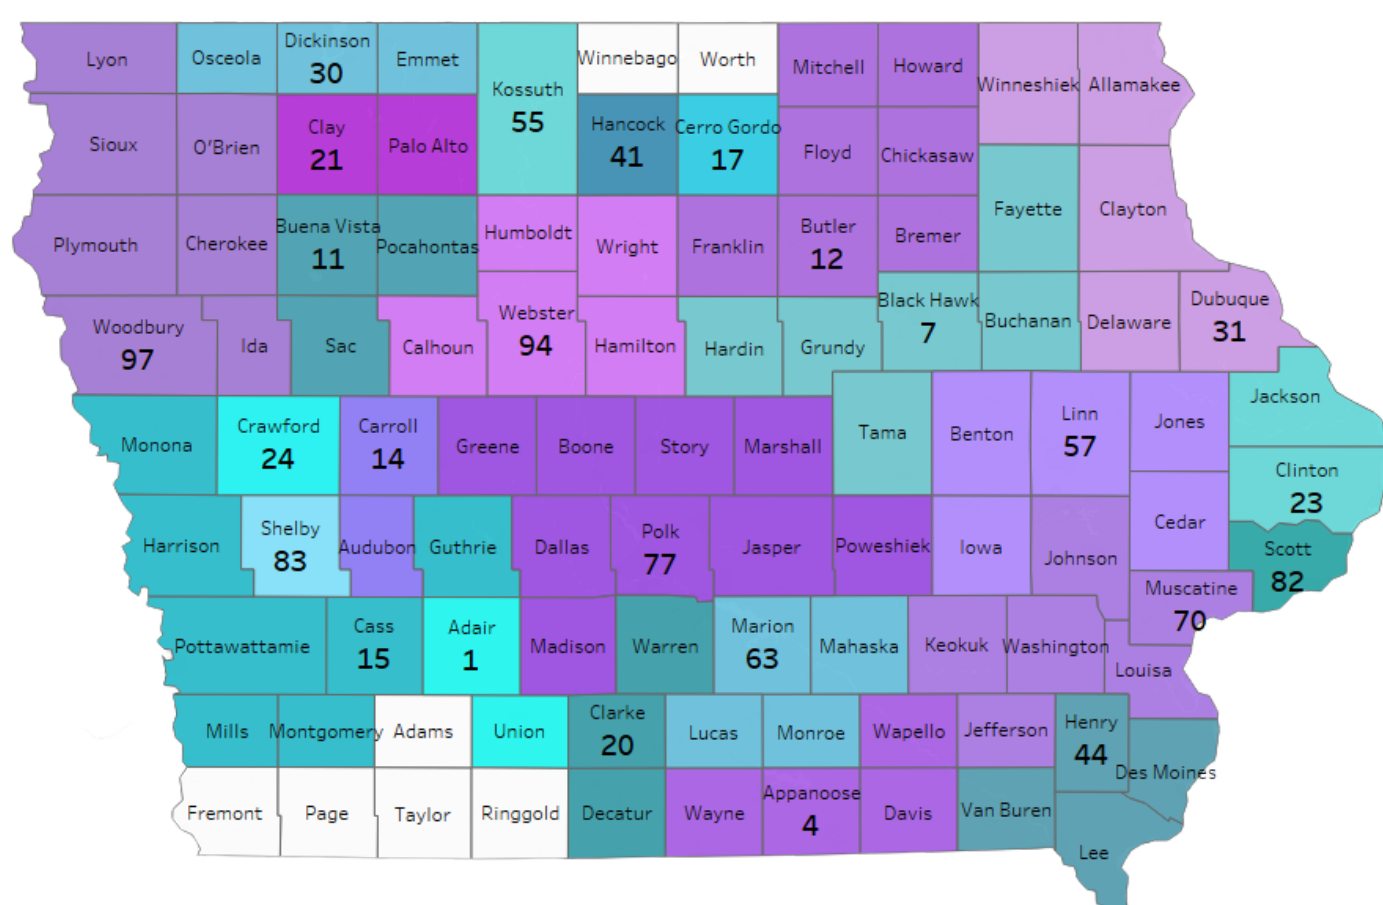 Lyon
Osceola
Dickinson
30
Emmet
Kossuth
55
Winnebago
Worth
Mitchell
Howard
Winneshiek
Allamakee
Sioux
O'Brien
Clay
21
Palo Alto
Hancock
41
Cerro Gordo
17
Floyd
Chickasaw
Fayette
Clayton
Plymouth
Cherokee
Buena Vista
11
Pocahontas
Humboldt
Wright
Franklin
Butler
12
Bremer
Woodbury
97
Ida
Sac
Calhoun
Webster
94
Hamilton
Hardin
Grundy
Black Hawk
7
Buchanan
Delaware
Dubuque
31
Monona
Crawford
24
Carroll
14
Greene
Boone
Story
Marshall
Tama
Benton
Linn
57
Jones
Jackson
Clinton
23
Harrison
Shelby
83
Audubon
Guthrie
Dallas
Polk
77
Jasper
Poweshiek
Iowa
Johnson
Cedar
Scott
82
Muscatine
70
Pottawattamie
Cass
15
Adair
1
Madison
Warren
Marion
63
Mahaska
Keokuk
Washington
Louisa
Mills
Montgomery
Adams
Union
Clarke
20
Lucas
Monroe
Wapello
Jefferson
Henry
44
Des Moines
Fremont
Page
Taylor
Ringgold
Decatur
Wayne
Appanoose
4
Davis
Van Buren
Lee